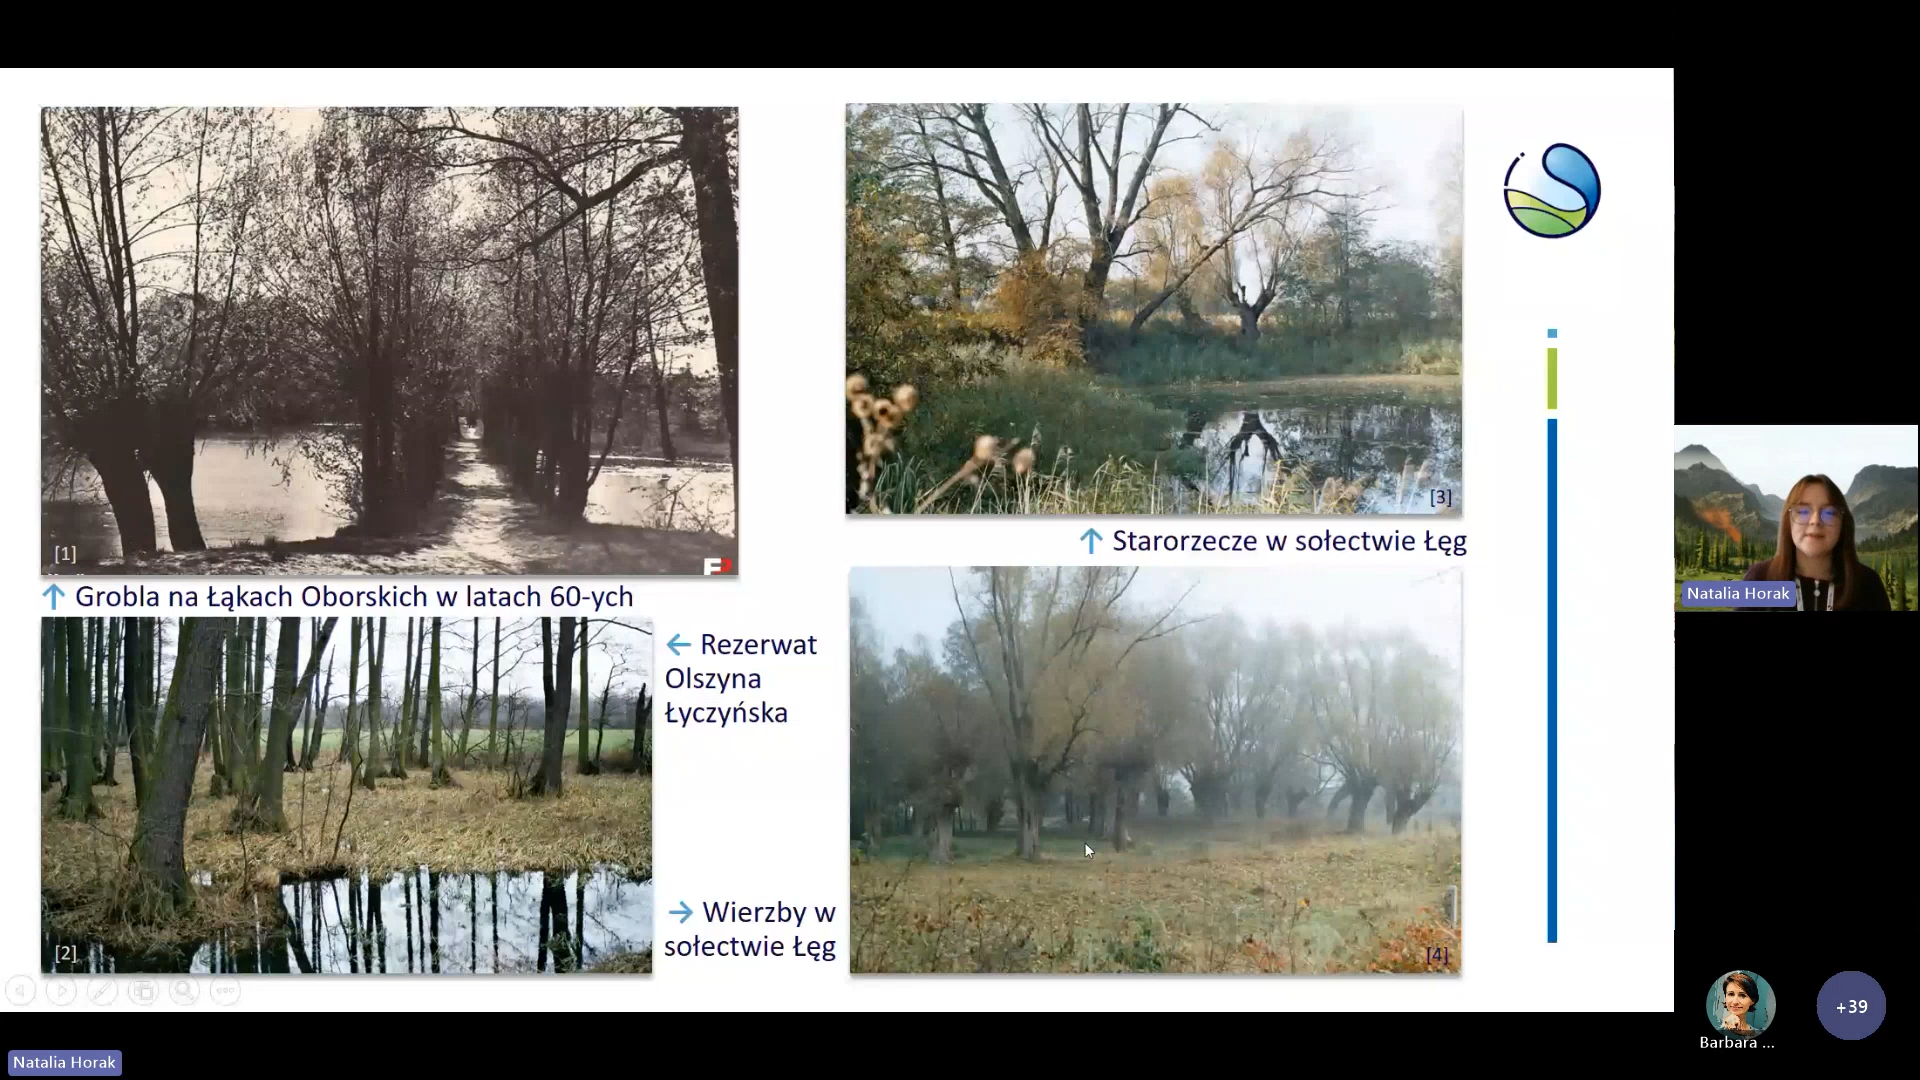 [1]
FP
↑ Grobla na Łąkach Oborskich w latach 60-ych
[3]
↑ Starorzecze w sołectwie Łęg
← Rezerwat
Olszyna
Łyczyńska
[2]
→ Wierzby w
sołectwie Łęg
[4]
Natalia Horak
Barbara ...
+39
Natalia Horak